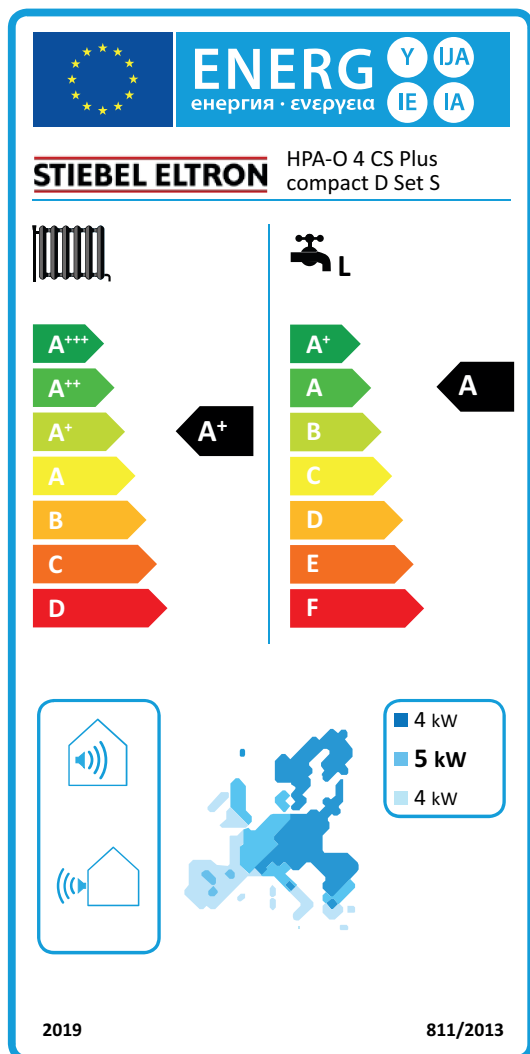 ENERG
енергия · ενεργεια
Y IJA
IE IA
STIEBEL ELTRON
HPA-O 4 CS Plus
compact D Set S
L
A+++
A++
A+
A
B
C
D
A+
A+
A
B
C
D
E
F
A
4 kW
5 kW
4 kW
2019
811/2013